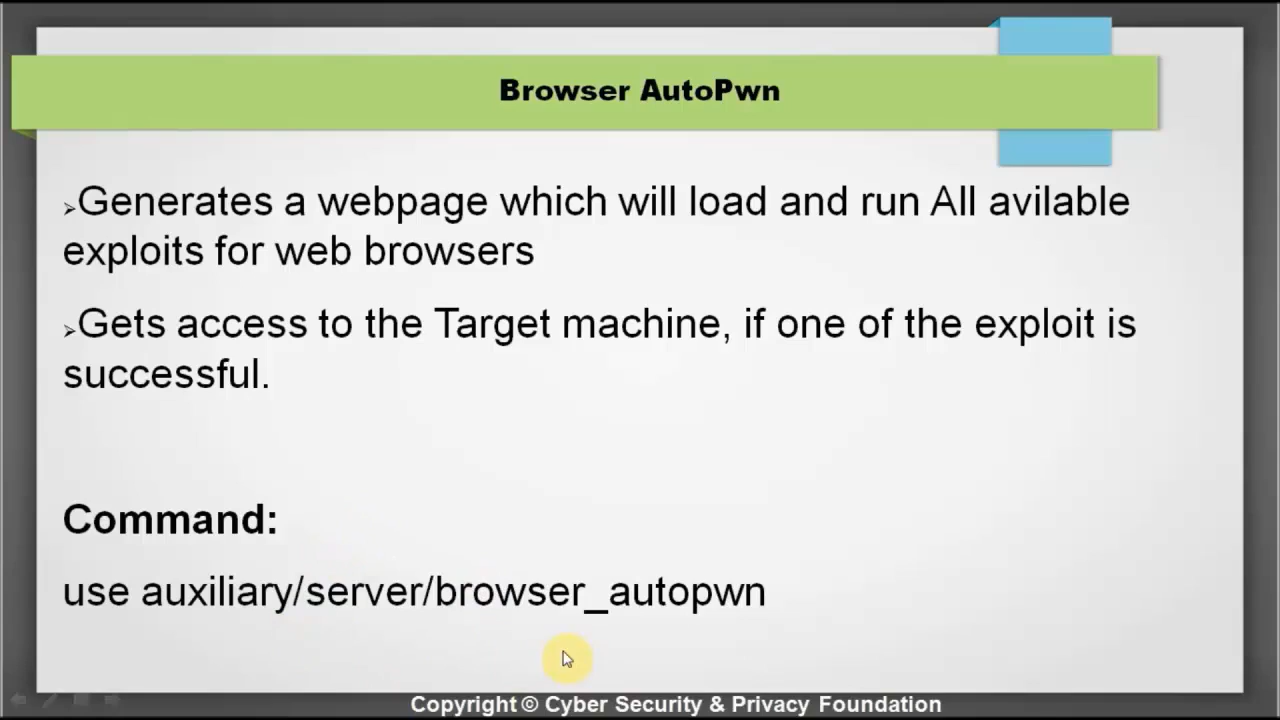 Browser AutoPwn
➢Generates a webpage which will load and run All avilable
exploits for web browsers
➢Gets access to the Target machine, if one of the exploit is
successful.
Command:
use auxiliary/server/browser_autopwn
Copyright © Cyber Security & Privacy Foundation